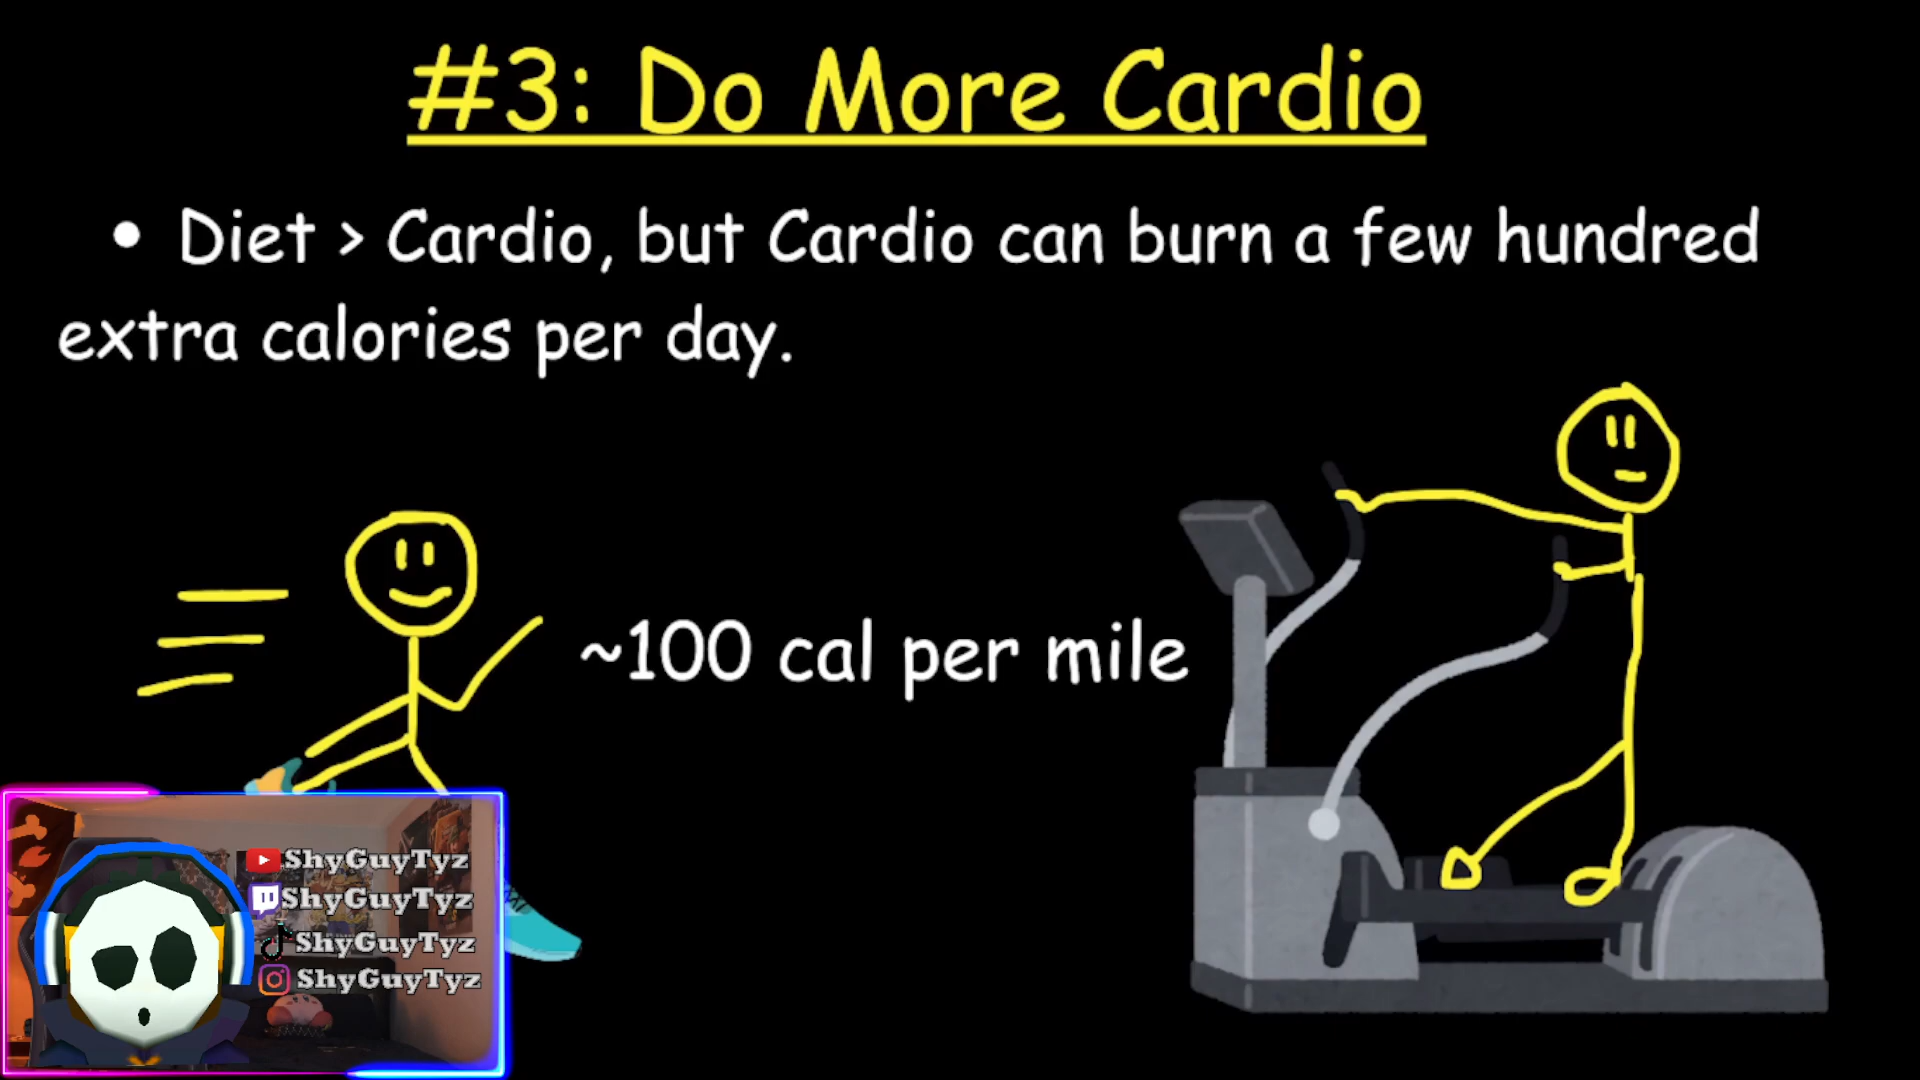 #3: Do More Cardio
• Diet > Cardio, but Cardio can burn a few hundred
extra calories per day.
~100 cal per mile
ShyGuyTyz
ShyGuyTyz
ShyGuyTyz
ShyGuyTyz